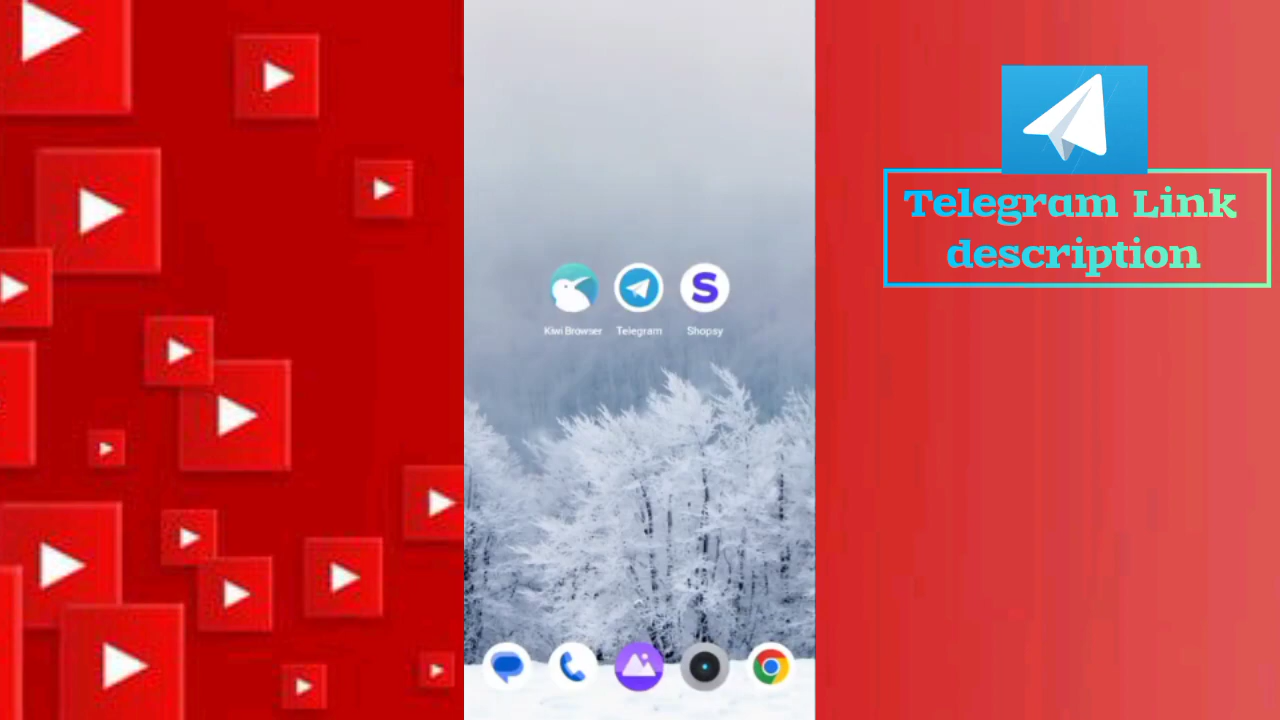 Telegram Link
description
Kiwi Browser
Telegram
Shopsy